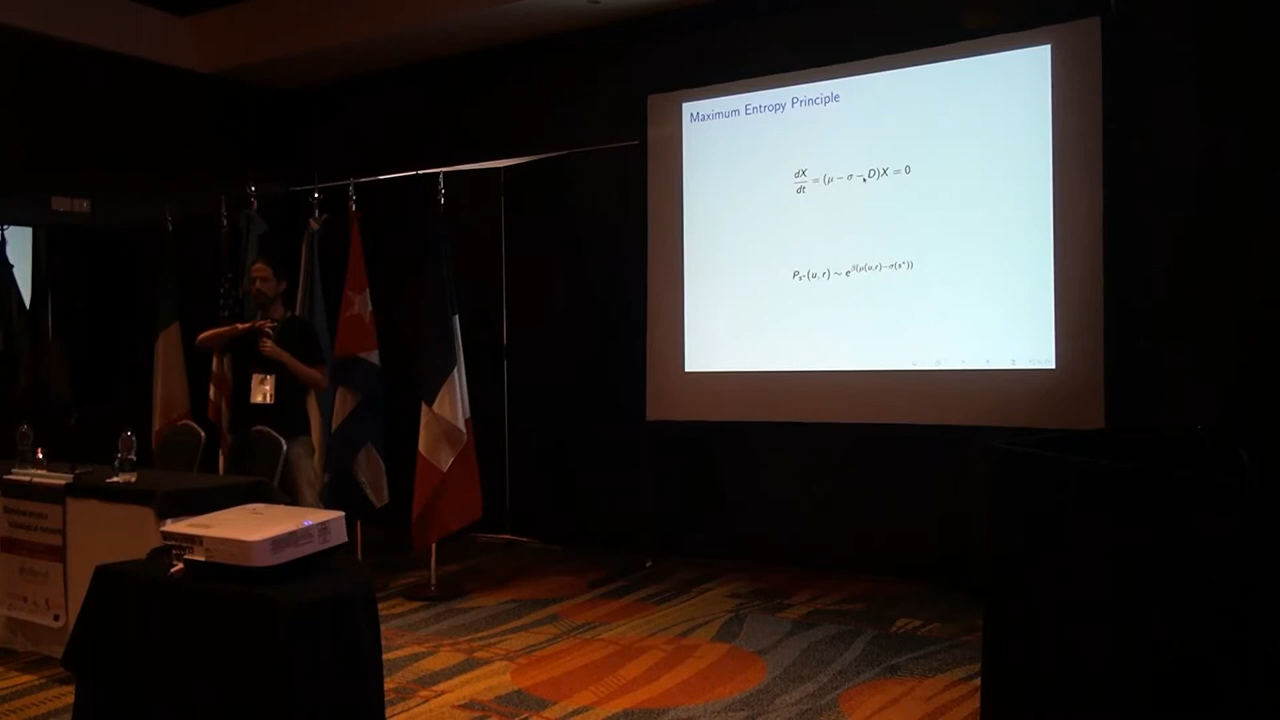 Maximum Entropy Principle
dX/dt = (μ − σ − D)X = 0
P_{s*}(u, r) ∼ e^{β(μ(u,r)−σ(s*))}